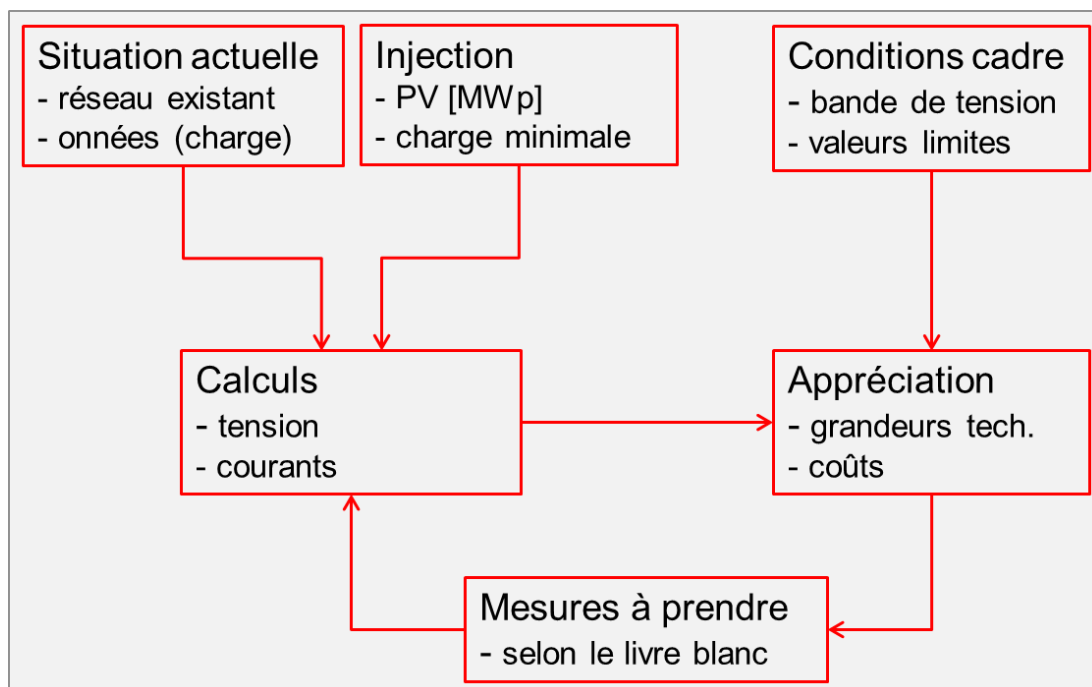 Situation actuelle
- réseau existant
- onnées (charge)
Injection
- PV [MWp]
- charge minimale
Conditions cadre
- bande de tension
- valeurs limites
Calculs
- tension
- courants
Appréciation
- grandeurs tech.
- coûts
Mesures à prendre
- selon le livre blanc